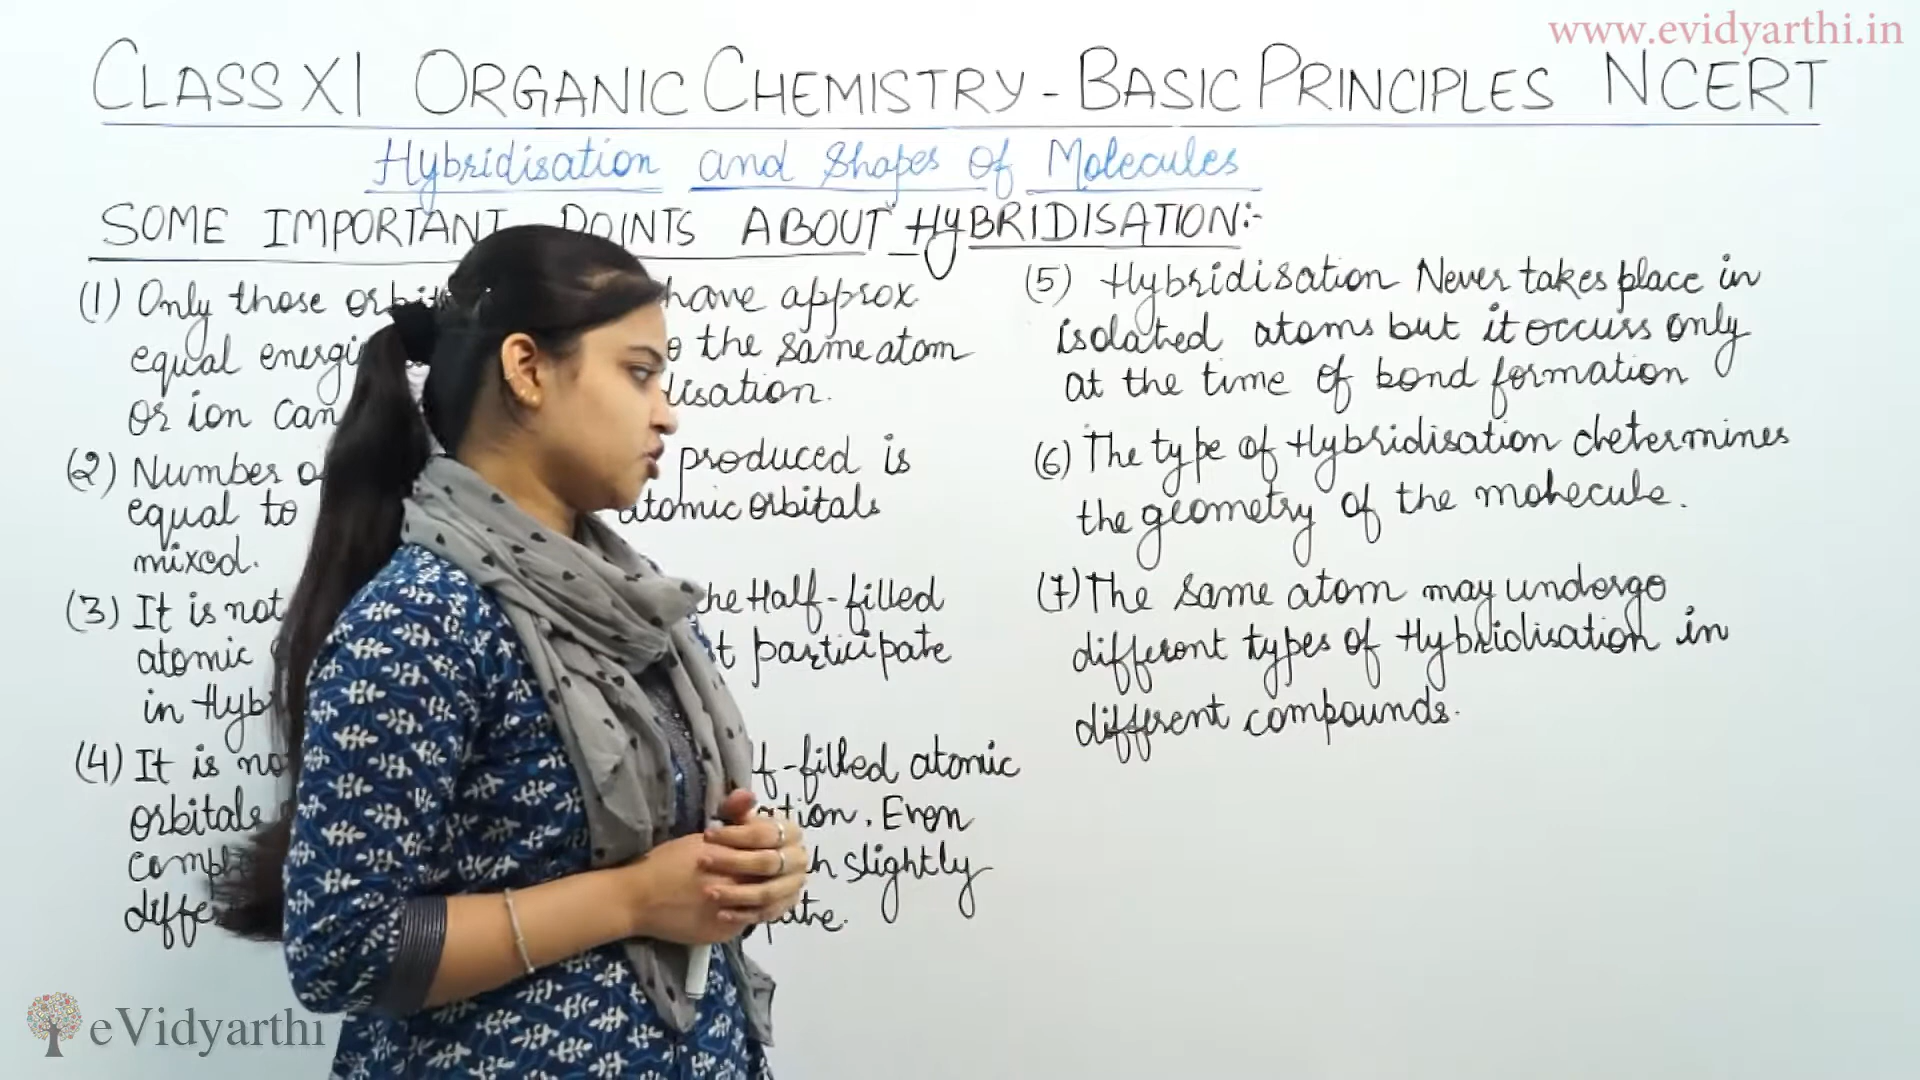 www.evidyarthi.in
CLASS XI ORGANIC CHEMISTRY - BASIC PRINCIPLES NCERT
Hybridisation and Shapes of Molecules
SOME IMPORTANT POINTS ABOUT HYBRIDISATION:-
(1) Only those have approx
equal the same atom
or ion can
(2) Number produced is
equal to atomic orbitals
mixed.
(3) It is not Half-filled
atomic participate
in
(4) It is filled atomic
orbitals . Even
slightly
(5) Hybridisation Never takes place in
isolated atoms but it occurs only
at the time of bond formation
(6) The type of Hybridisation determines
the geometry of the molecule.
(7) The same atom may undergo
different types of Hybridisation in
different compounds.
eVidyarthi